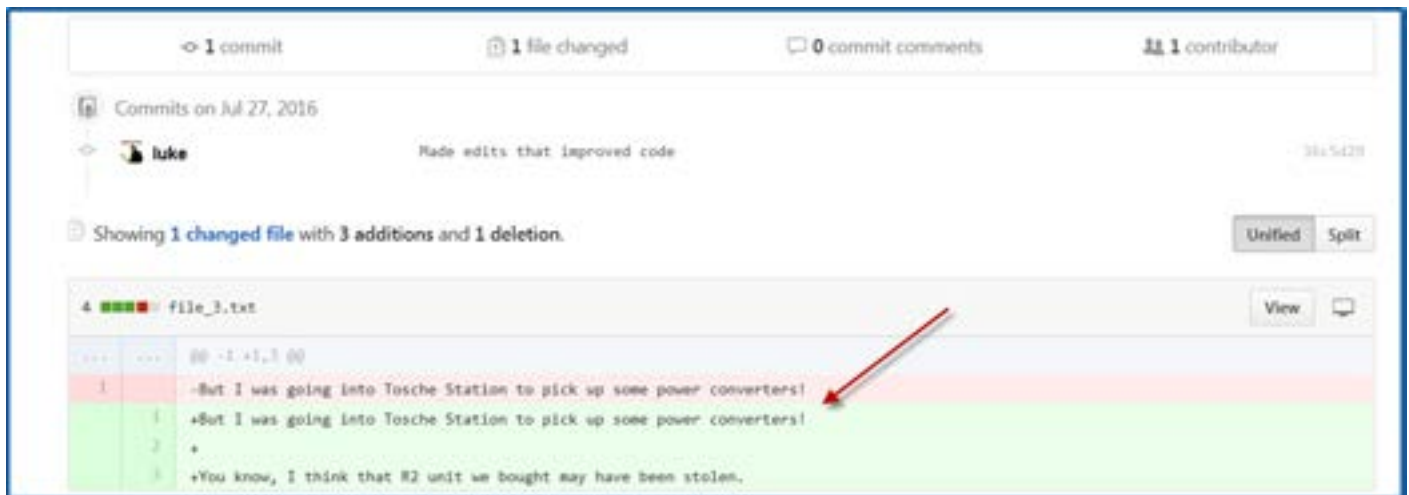 1 commit
1 file changed
0 commit comments
1 contributor
Commits on Jul 27, 2016
luke Made edits that improved code
Showing 1 changed file with 3 additions and 1 deletion.
Unified Split
4 file_3.txt
View
... ... @@ -1 +1,3 @@
1 -But I was going into Tosche Station to pick up some power converters!
1 +But I was going into Tosche Station to pick up some power converters!
2 +
3 +You know, I think that R2 unit we bought may have been stolen.